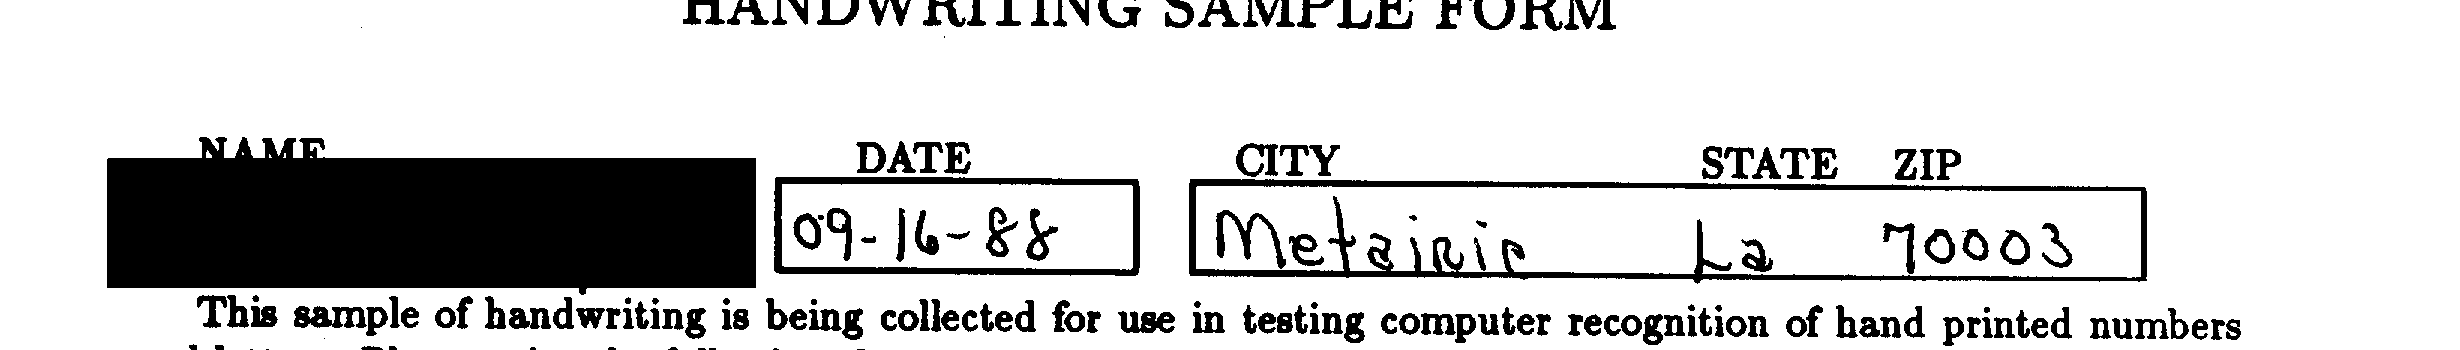 HANDWRITING SAMPLE FORM
NAME DATE CITY STATE ZIP
09-16-88 Metairie La 70003
This sample of handwriting is being collected for use in testing computer recognition of hand printed numbers